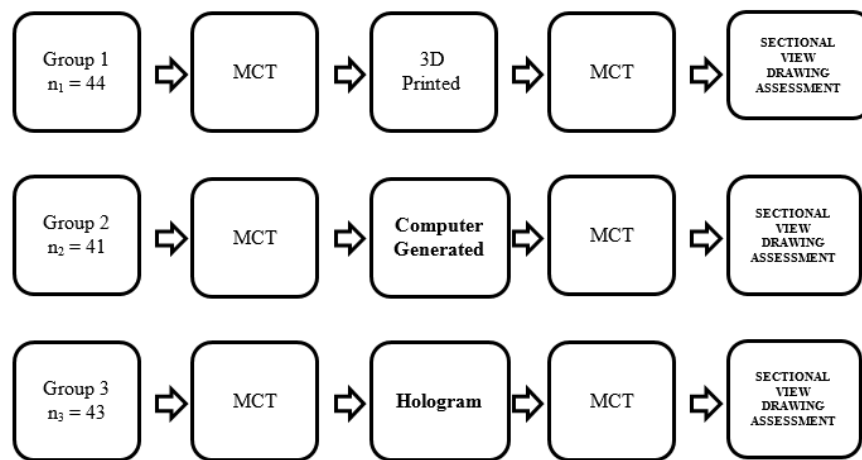 Group 1
n₁ = 44
MCT
3D
Printed
MCT
SECTIONAL
VIEW
DRAWING
ASSESSMENT
Group 2
n₂ = 41
MCT
Computer
Generated
MCT
SECTIONAL
VIEW
DRAWING
ASSESSMENT
Group 3
n₃ = 43
MCT
Hologram
MCT
SECTIONAL
VIEW
DRAWING
ASSESSMENT